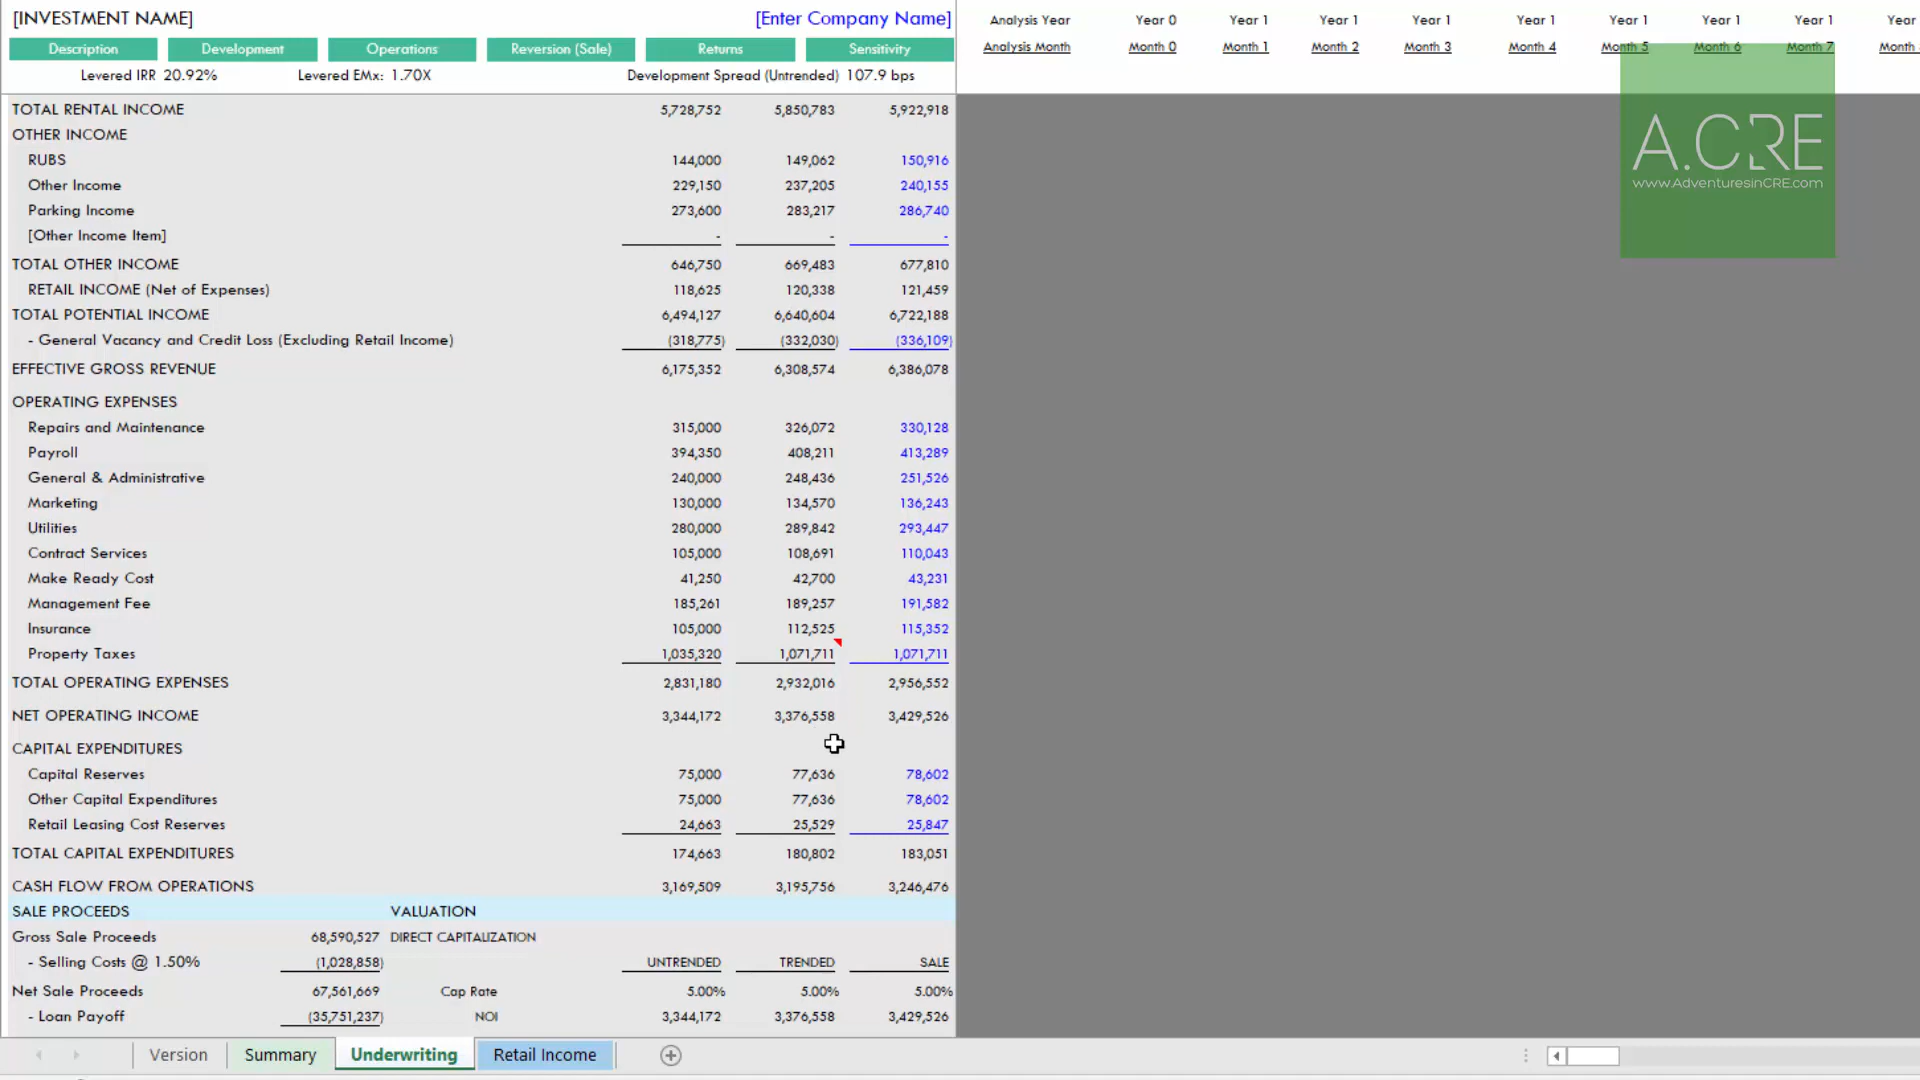 [INVESTMENT NAME] [Enter Company Name]
Description Development Operations Reversion (Sale) Returns Sensitivity
Levered IRR 20.92% Levered EMx: 1.70X Development Spread (Untrended) 107.9 bps
Analysis Year Year 0 Year 1 Year 1 Year 1 Year 1 Year 1 Year 1 Year 1 Year
Analysis Month Month 0 Month 1 Month 2 Month 3 Month 4 Month 5 Month 6 Month 7 Month
A.CRE
www.AdventuresinCRE.com
TOTAL RENTAL INCOME 5,728,752 5,850,783 5,922,918
OTHER INCOME
RUBS 144,000 149,062 150,916
Other Income 229,150 237,205 240,155
Parking Income 273,600 283,217 286,740
[Other Income Item] - - -
TOTAL OTHER INCOME 646,750 669,483 677,810
RETAIL INCOME (Net of Expenses) 118,625 120,338 121,459
TOTAL POTENTIAL INCOME 6,494,127 6,640,604 6,722,188
- General Vacancy and Credit Loss (Excluding Retail Income) (318,775) (332,030) (336,109)
EFFECTIVE GROSS REVENUE 6,175,352 6,308,574 6,386,078
OPERATING EXPENSES
Repairs and Maintenance 315,000 326,072 330,128
Payroll 394,350 408,211 413,289
General & Administrative 240,000 248,436 251,526
Marketing 130,000 134,570 136,243
Utilities 280,000 289,842 293,447
Contract Services 105,000 108,691 110,043
Make Ready Cost 41,250 42,700 43,231
Management Fee 185,261 189,257 191,582
Insurance 105,000 112,525 115,352
Property Taxes 1,035,320 1,071,711 1,071,711
TOTAL OPERATING EXPENSES 2,831,180 2,932,016 2,956,552
NET OPERATING INCOME 3,344,172 3,376,558 3,429,526
CAPITAL EXPENDITURES
Capital Reserves 75,000 77,636 78,602
Other Capital Expenditures 75,000 77,636 78,602
Retail Leasing Cost Reserves 24,663 25,529 25,847
TOTAL CAPITAL EXPENDITURES 174,663 180,802 183,051
CASH FLOW FROM OPERATIONS 3,169,509 3,195,756 3,246,476
SALE PROCEEDS VALUATION
Gross Sale Proceeds 68,590,527 DIRECT CAPITALIZATION
- Selling Costs @ 1.50% (1,028,858) UNTRENDED TRENDED SALE
Net Sale Proceeds 67,561,669 Cap Rate 5.00% 5.00% 5.00%
- Loan Payoff (35,751,237) NOI 3,344,172 3,376,558 3,429,526
Version Summary Underwriting Retail Income